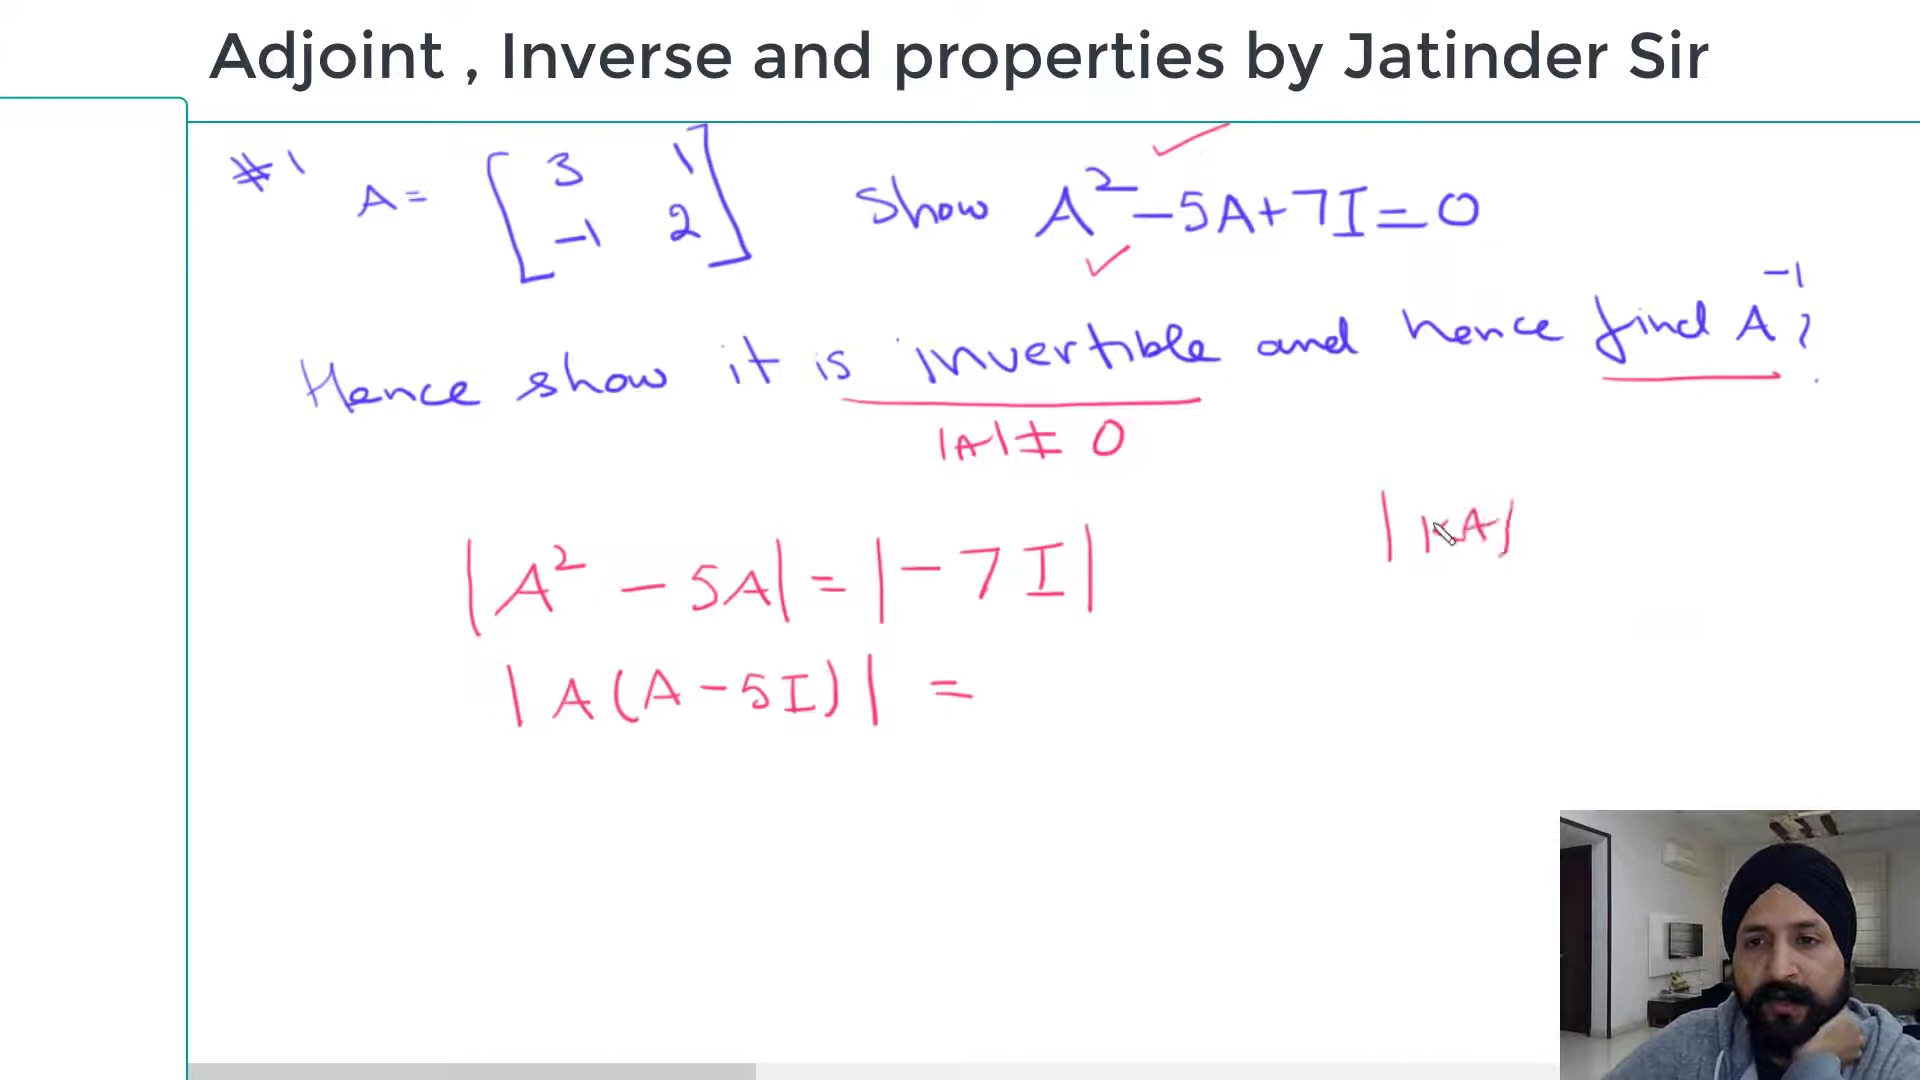 Adjoint , Inverse and properties by Jatinder Sir
#1 A = [ 3 1 -1 2 ] Show A² - 5A + 7I = 0
Hence show it is invertible and hence find A⁻¹ ?
|A| ≠ 0
|KA|
|A² - 5A| = |-7I|
|A(A - 5I)| =